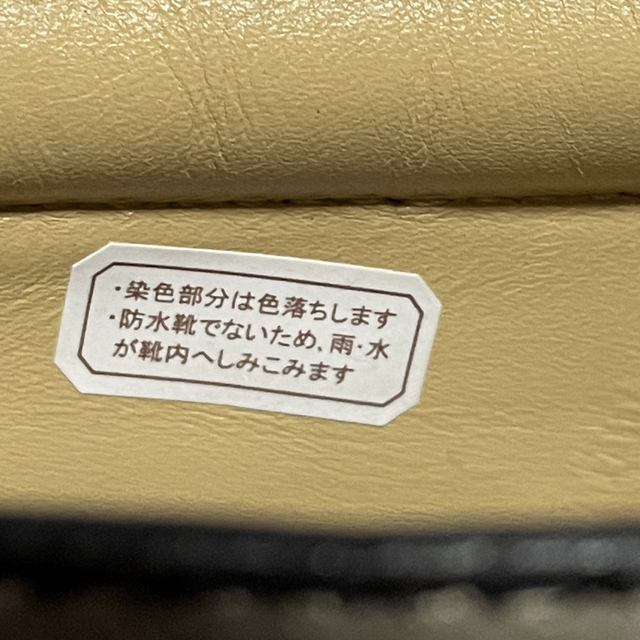 ・染色部分は色落ちします
・防水靴でないため、雨・水
が靴内へしみこみます